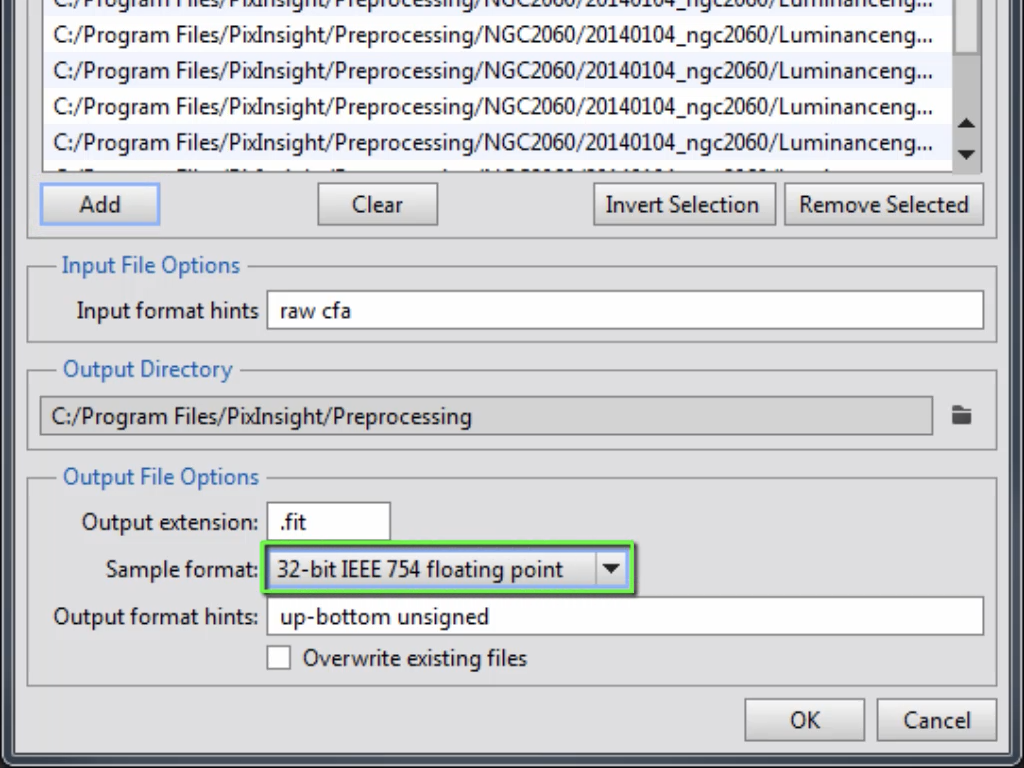 C:/Program Files/PixInsight/Preprocessing/NGC2060/20140104_ngc2060/Luminanceng...
C:/Program Files/PixInsight/Preprocessing/NGC2060/20140104_ngc2060/Luminanceng...
C:/Program Files/PixInsight/Preprocessing/NGC2060/20140104_ngc2060/Luminanceng...
C:/Program Files/PixInsight/Preprocessing/NGC2060/20140104_ngc2060/Luminanceng...
C:/Program Files/PixInsight/Preprocessing/NGC2060/20140104_ngc2060/Luminanceng...
Add Clear Invert Selection Remove Selected
Input File Options
Input format hints raw cfa
Output Directory
C:/Program Files/PixInsight/Preprocessing
Output File Options
Output extension: .fit
Sample format: 32-bit IEEE 754 floating point
Output format hints: up-bottom unsigned
Overwrite existing files
OK Cancel